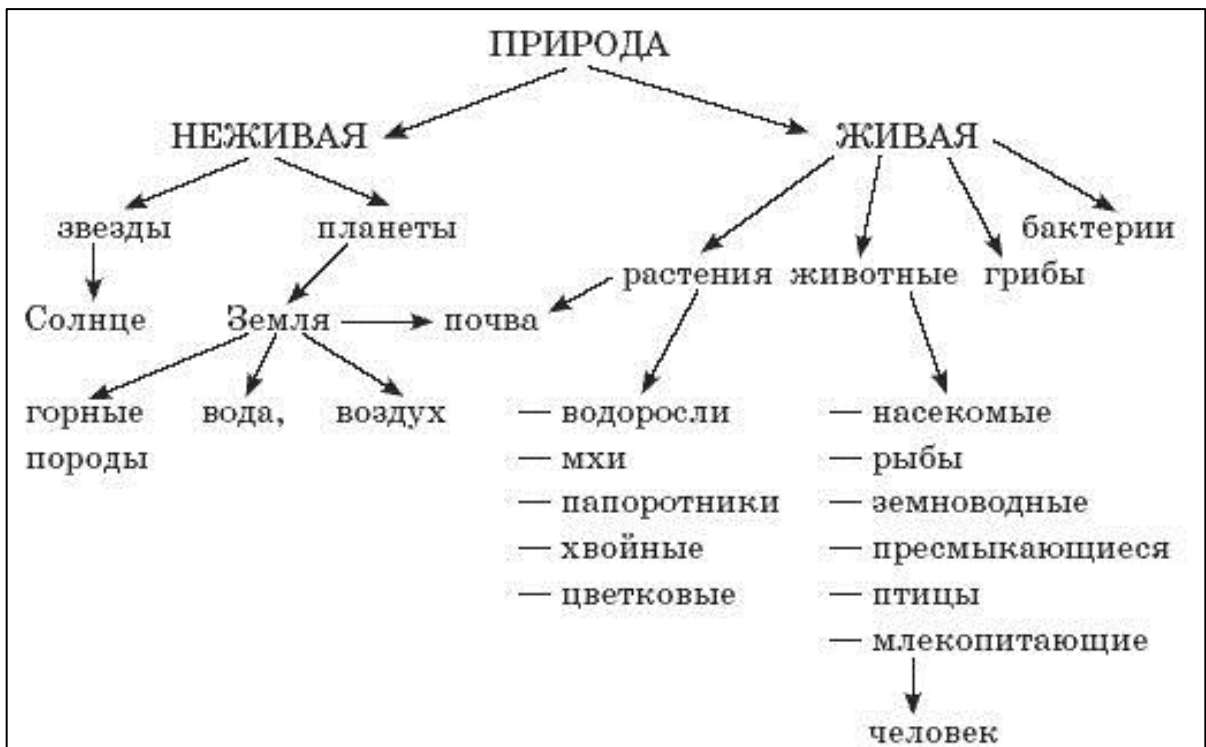 ПРИРОДА
НЕЖИВАЯ ЖИВАЯ
звезды планеты бактерии
растения животные грибы
Солнце Земля почва
горные вода, воздух — водоросли — насекомые
породы — мхи — рыбы
— папоротники — земноводные
— хвойные — пресмыкающиеся
— цветковые — птицы
— млекопитающие
человек